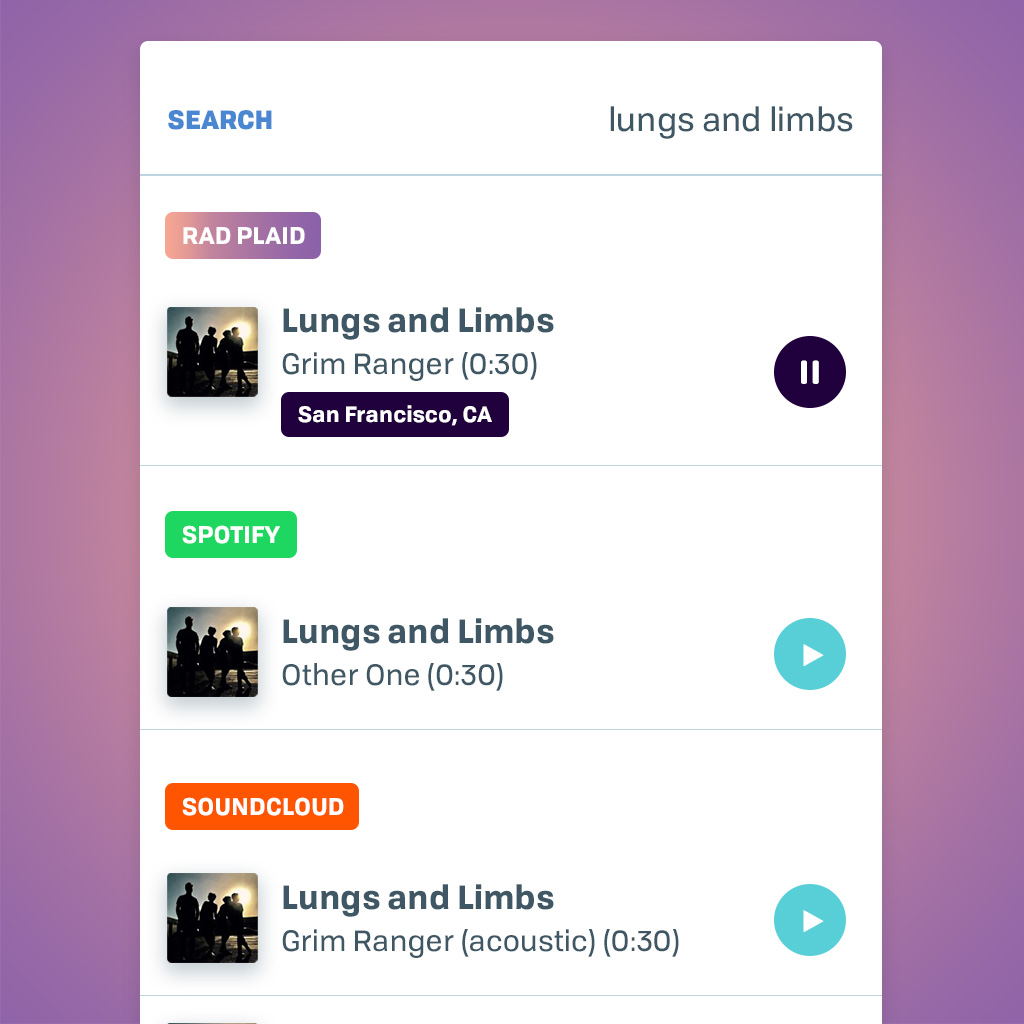 SEARCH
lungs and limbs
RAD PLAID
Lungs and Limbs
Grim Ranger (0:30)
San Francisco, CA
SPOTIFY
Lungs and Limbs
Other One (0:30)
SOUNDCLOUD
Lungs and Limbs
Grim Ranger (acoustic) (0:30)